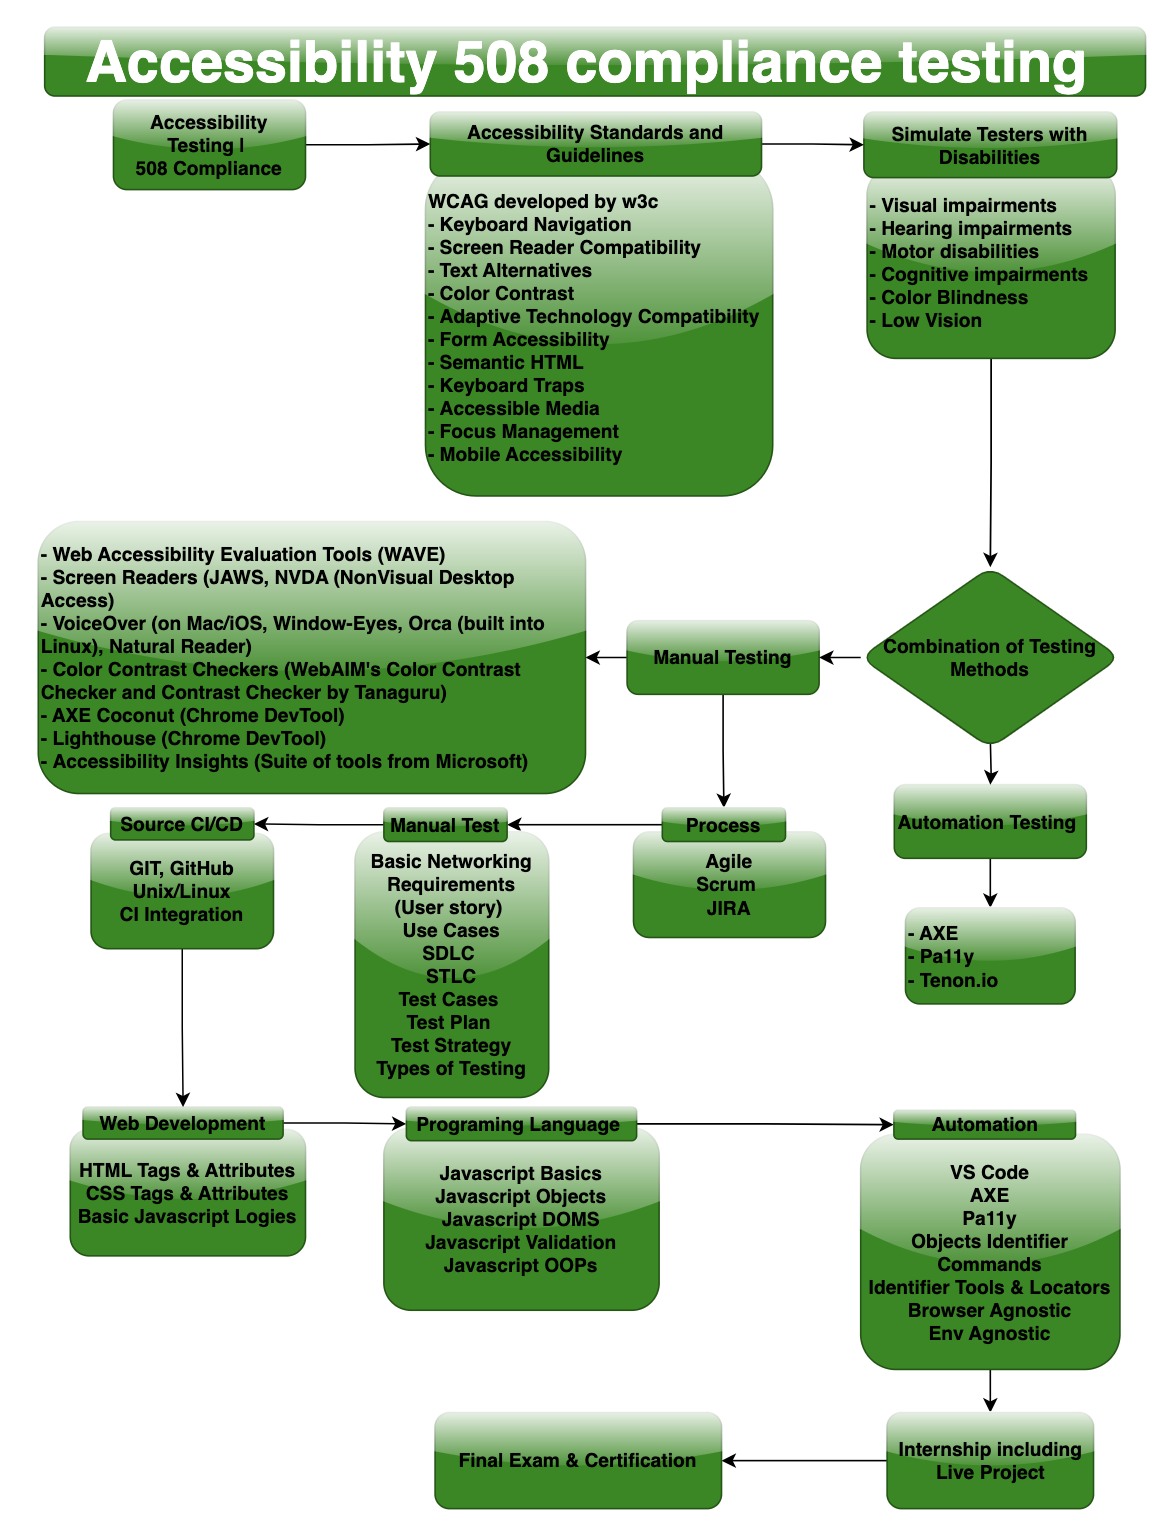 Accessibility 508 compliance testing
Accessibility
Testing I
508 Compliance
Accessibility Standards and
Guidelines
WCAG developed by w3c
- Keyboard Navigation
- Screen Reader Compatibility
- Text Alternatives
- Color Contrast
- Adaptive Technology Compatibility
- Form Accessibility
- Semantic HTML
- Keyboard Traps
- Accessible Media
- Focus Management
- Mobile Accessibility
Simulate Testers with
Disabilities
- Visual impairments
- Hearing impairments
- Motor disabilities
- Cognitive impairments
- Color Blindness
- Low Vision
Combination of Testing
Methods
Manual Testing
- Web Accessibility Evaluation Tools (WAVE)
- Screen Readers (JAWS, NVDA (NonVisual Desktop
Access)
- VoiceOver (on Mac/iOS, Window-Eyes, Orca (built into
Linux), Natural Reader)
- Color Contrast Checkers (WebAIM's Color Contrast
Checker and Contrast Checker by Tanaguru)
- AXE Coconut (Chrome DevTool)
- Lighthouse (Chrome DevTool)
- Accessibility Insights (Suite of tools from Microsoft)
Automation Testing
- AXE
- Pa11y
- Tenon.io
Process
Agile
Scrum
JIRA
Manual Test
Basic Networking
Requirements
(User story)
Use Cases
SDLC
STLC
Test Cases
Test Plan
Test Strategy
Types of Testing
Source CI/CD
GIT, GitHub
Unix/Linux
CI Integration
Web Development
HTML Tags & Attributes
CSS Tags & Attributes
Basic Javascript Logies
Programing Language
Javascript Basics
Javascript Objects
Javascript DOMS
Javascript Validation
Javascript OOPs
Automation
VS Code
AXE
Pa11y
Objects Identifier
Commands
Identifier Tools & Locators
Browser Agnostic
Env Agnostic
Internship including
Live Project
Final Exam & Certification